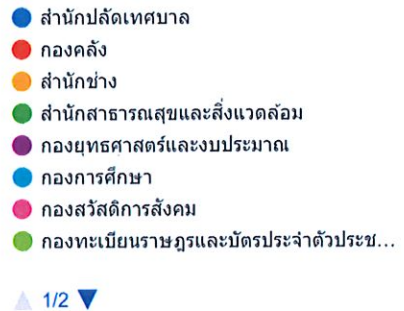 สำนักปลัดเทศบาล
กองคลัง
สำนักช่าง
สำนักสาธารณสุขและสิ่งแวดล้อม
กองยุทธศาสตร์และงบประมาณ
กองการศึกษา
กองสวัสดิการสังคม
กองทะเบียนราษฎรและบัตรประจำตัวประช...
1/2